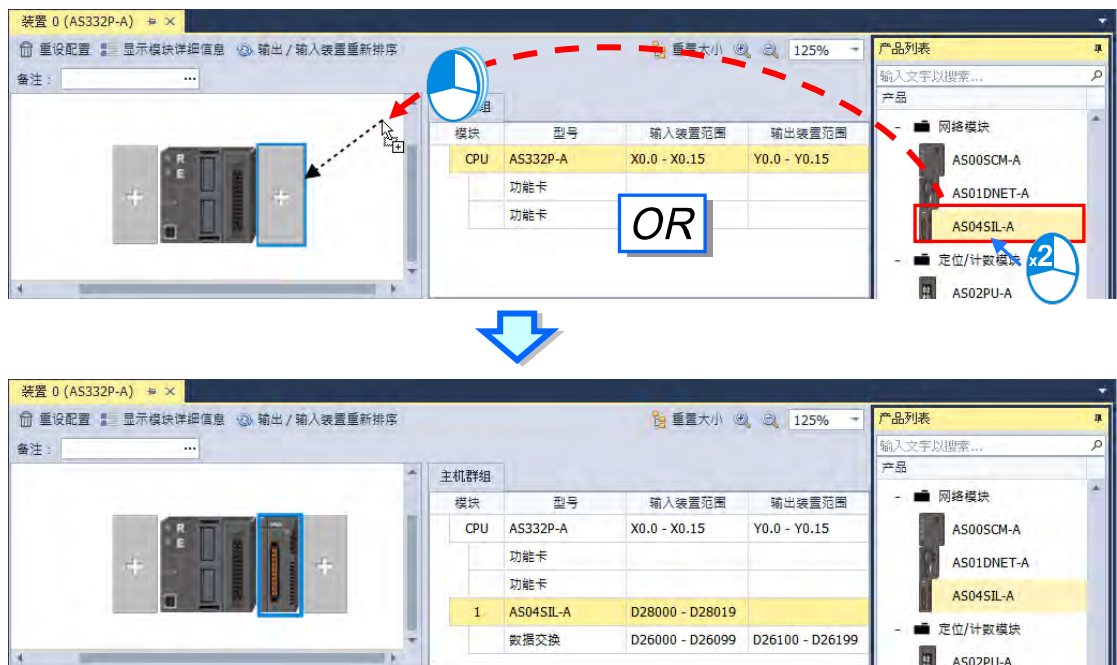 装置 0 (AS332P-A)
重设配置 显示模块详细信息 输出 / 输入装置重新排序 重置大小 125%
备注：
...
组
模块 型号 输入装置范围 输出装置范围
CPU AS332P-A X0.0 - X0.15 Y0.0 - Y0.15
功能卡
功能卡
OR
产品列表
输入文字以搜索...
产品
- 网络模块
AS00SCM-A
AS01DNET-A
AS04SIL-A
x2
- 定位/计数模块
AS02PU-A
R
E
装置 0 (AS332P-A)
重设配置 显示模块详细信息 输出 / 输入装置重新排序 重置大小 125%
备注：
...
主机群组
模块 型号 输入装置范围 输出装置范围
CPU AS332P-A X0.0 - X0.15 Y0.0 - Y0.15
功能卡
功能卡
1 AS04SIL-A D28000 - D28019
数据交换 D26000 - D26099 D26100 - D26199
产品列表
输入文字以搜索...
产品
- 网络模块
AS00SCM-A
AS01DNET-A
AS04SIL-A
- 定位/计数模块
AS02PU-A
R
E